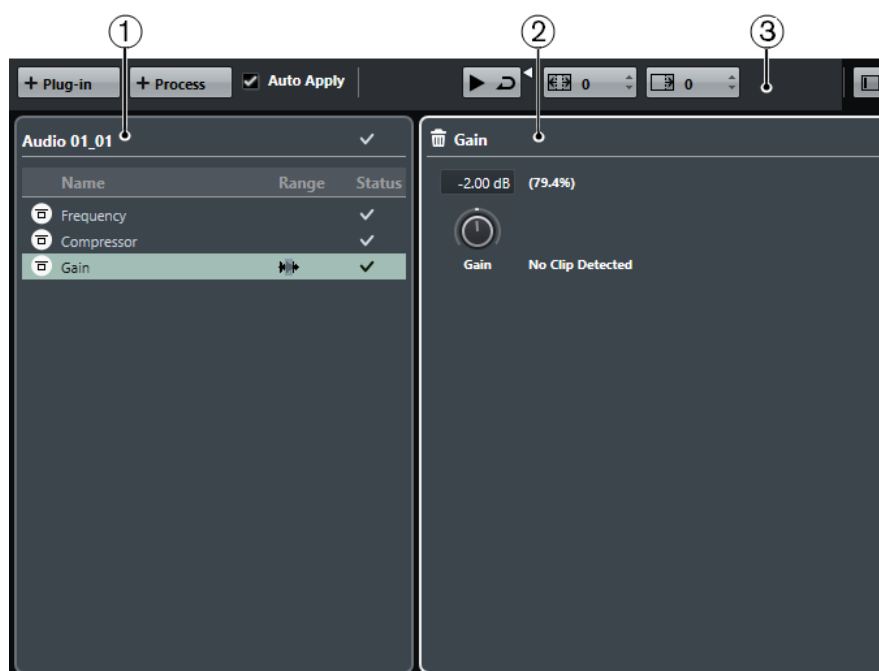 ① ② ③
+ Plug-in + Process Auto Apply 0 0
Audio 01_01
Name Range Status
Frequency
Compressor
Gain
Gain
-2.00 dB (79.4%)
Gain No Clip Detected